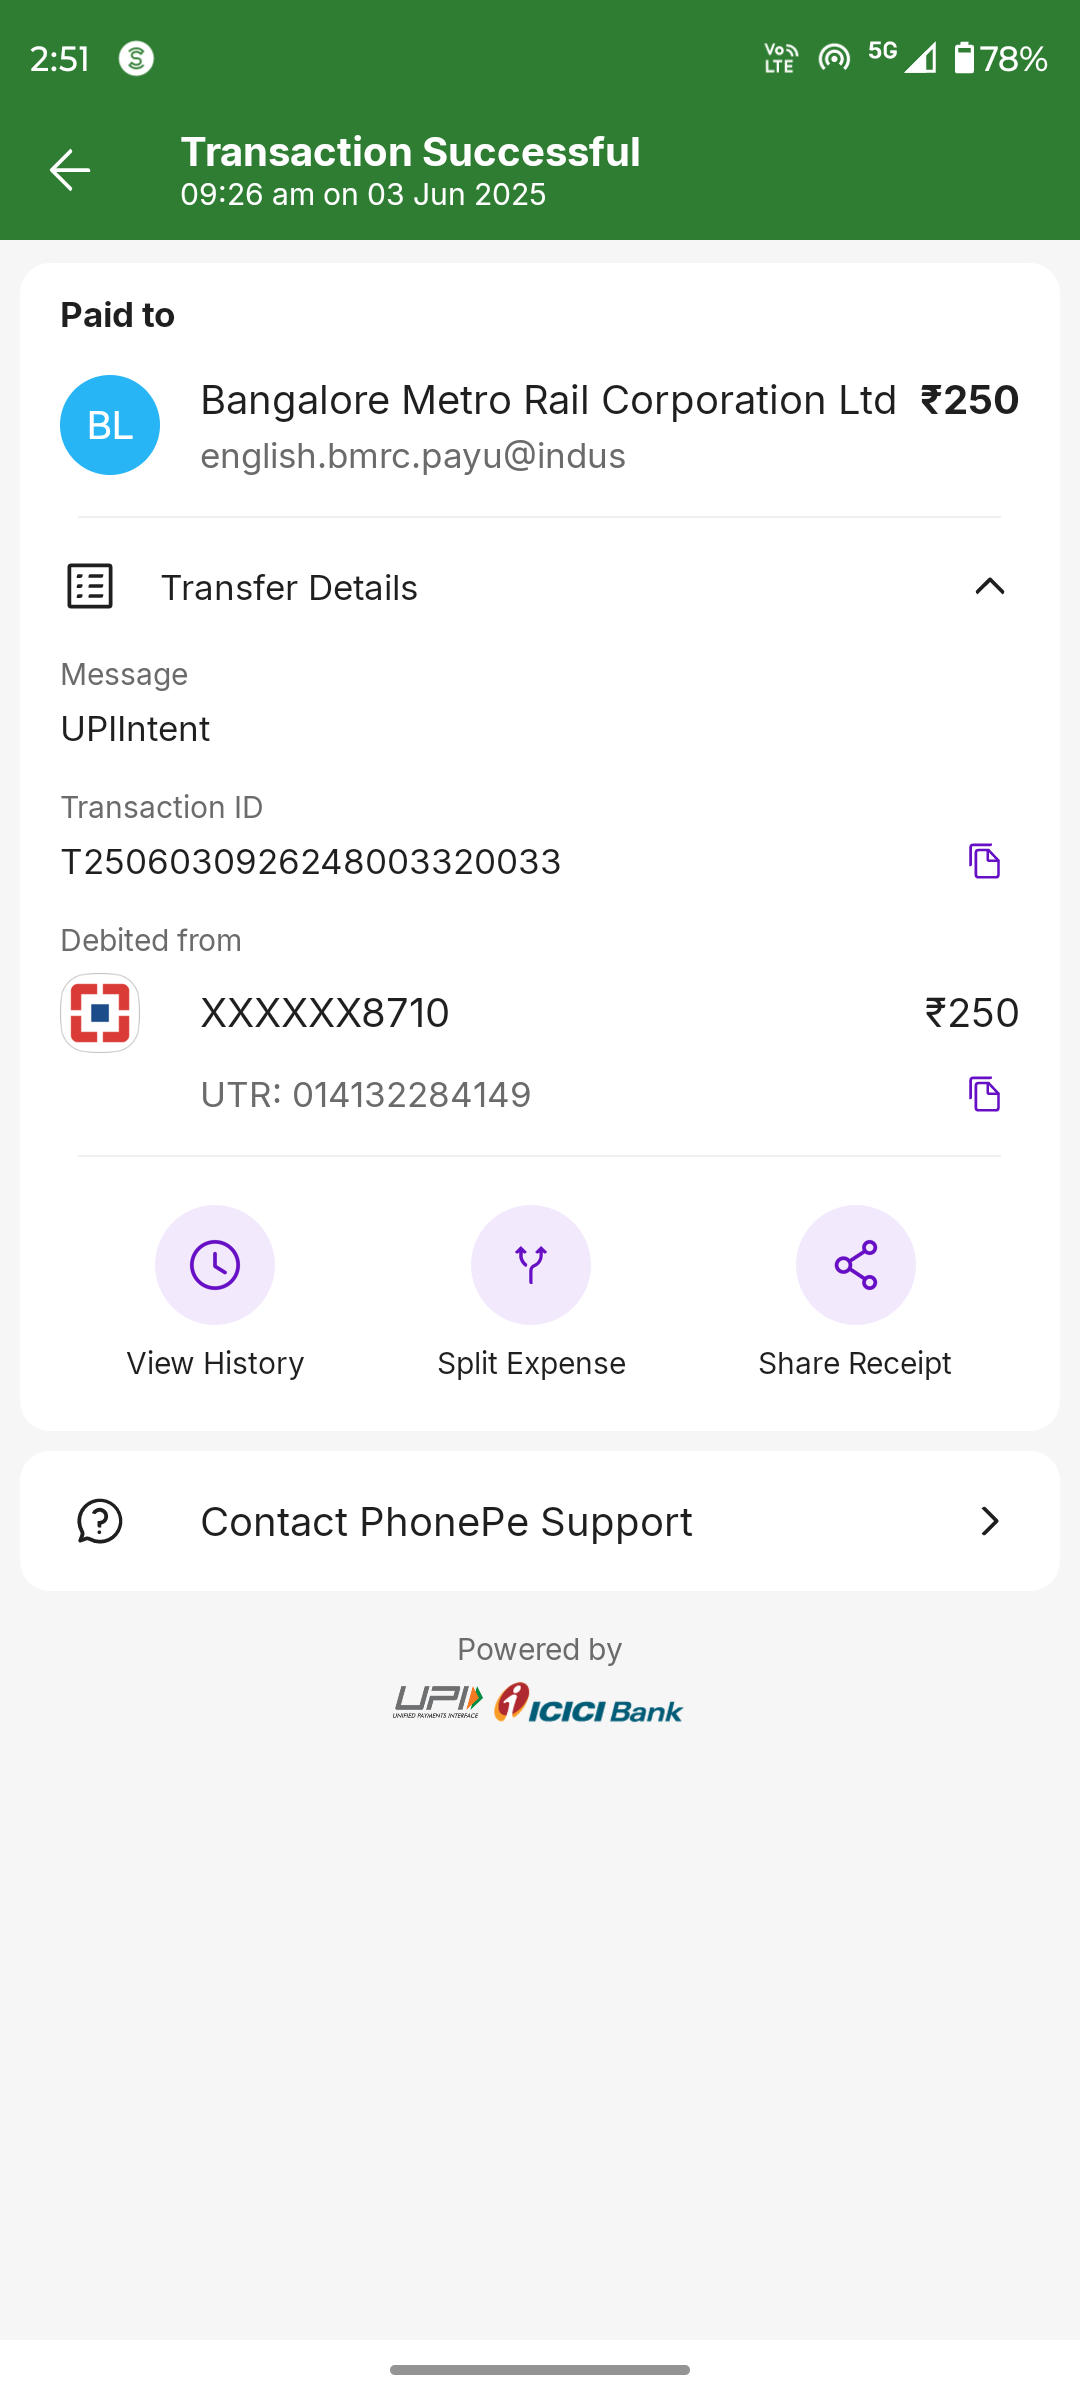 2:51
Vo LTE 5G 78%
Transaction Successful
09:26 am on 03 Jun 2025
Paid to
BL
Bangalore Metro Rail Corporation Ltd ₹250
english.bmrc.payu@indus
Transfer Details
Message
UPIIntent
Transaction ID
T2506030926248003320033
Debited from
XXXXXX8710 ₹250
UTR: 014132284149
View History Split Expense Share Receipt
Contact PhonePe Support
Powered by
UPI ICICI Bank
UNIFIED PAYMENTS INTERFACE